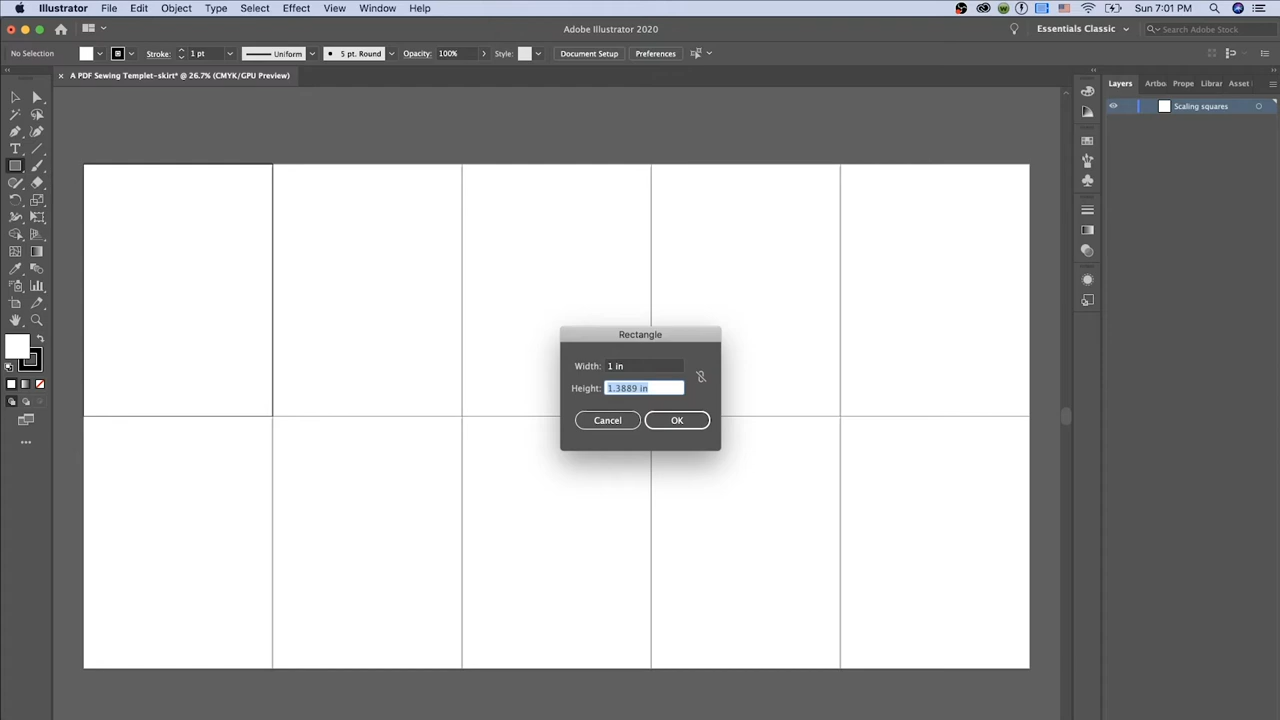 Illustrator File Edit Object Type Select Effect View Window Help Sun 7:01 PM
Adobe Illustrator 2020 Essentials Classic Search Adobe Stock
No Selection Stroke: 1 pt Uniform 5 pt. Round Opacity: 100% Style: Document Setup Preferences
A PDF Sewing Templet-skirt* @ 26.7% (CMYK/GPU Preview)
Layers Artbo Prope Librar Asset
Scaling squares
Rectangle
Width: 1 in
Height: 1.3889 in
Cancel OK